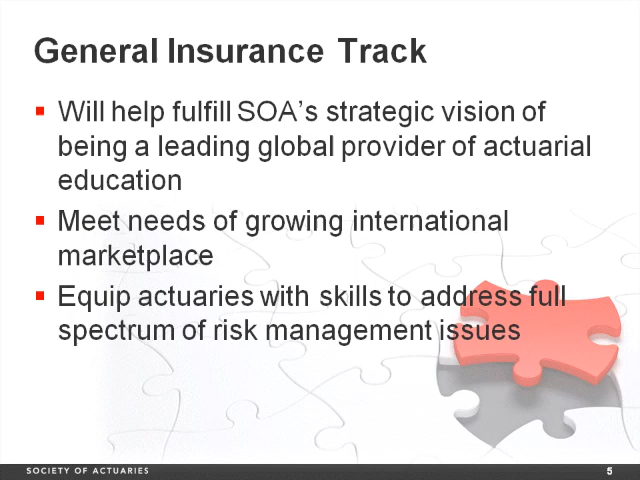 General Insurance Track
Will help fulfill SOA's strategic vision of
being a leading global provider of actuarial
education
Meet needs of growing international
marketplace
Equip actuaries with skills to address full
spectrum of risk management issues
SOCIETY OF ACTUARIES
5